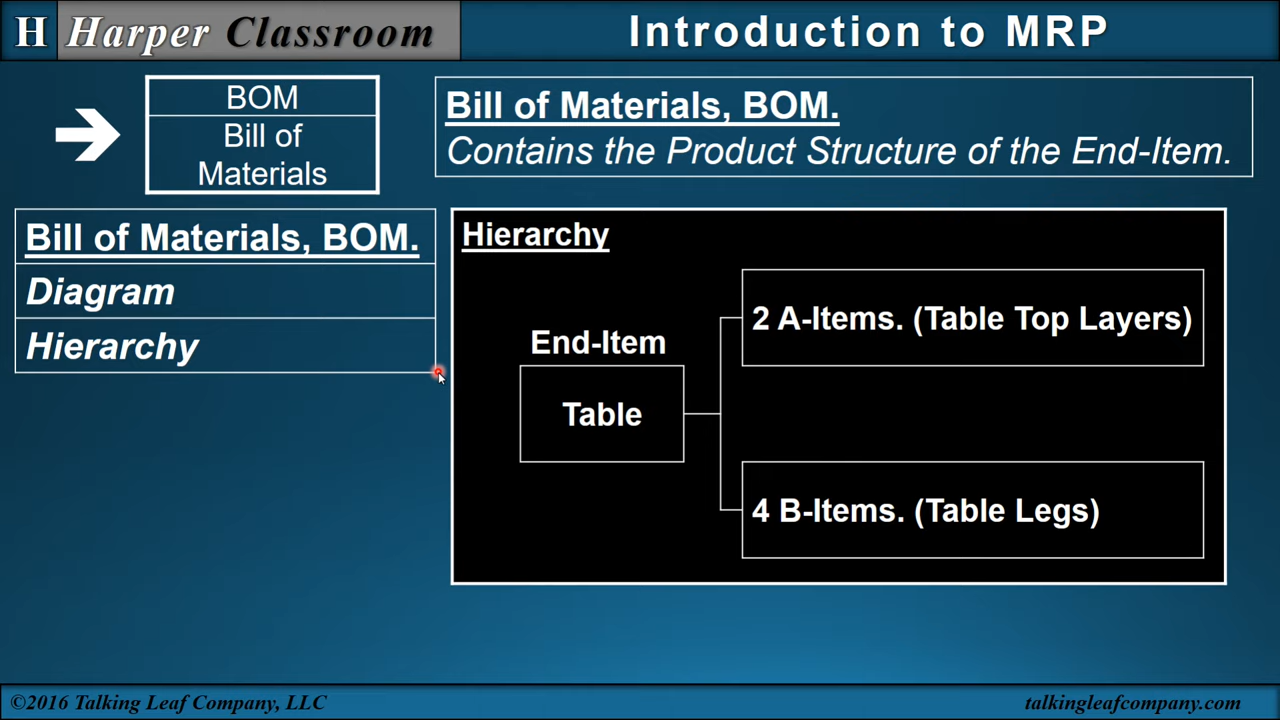 H Harper Classroom
Introduction to MRP
BOM
Bill of
Materials
Bill of Materials, BOM.
Contains the Product Structure of the End-Item.
Bill of Materials, BOM.
Diagram
Hierarchy
Hierarchy
End-Item
Table
2 A-Items. (Table Top Layers)
4 B-Items. (Table Legs)
©2016 Talking Leaf Company, LLC
talkingleafcompany.com